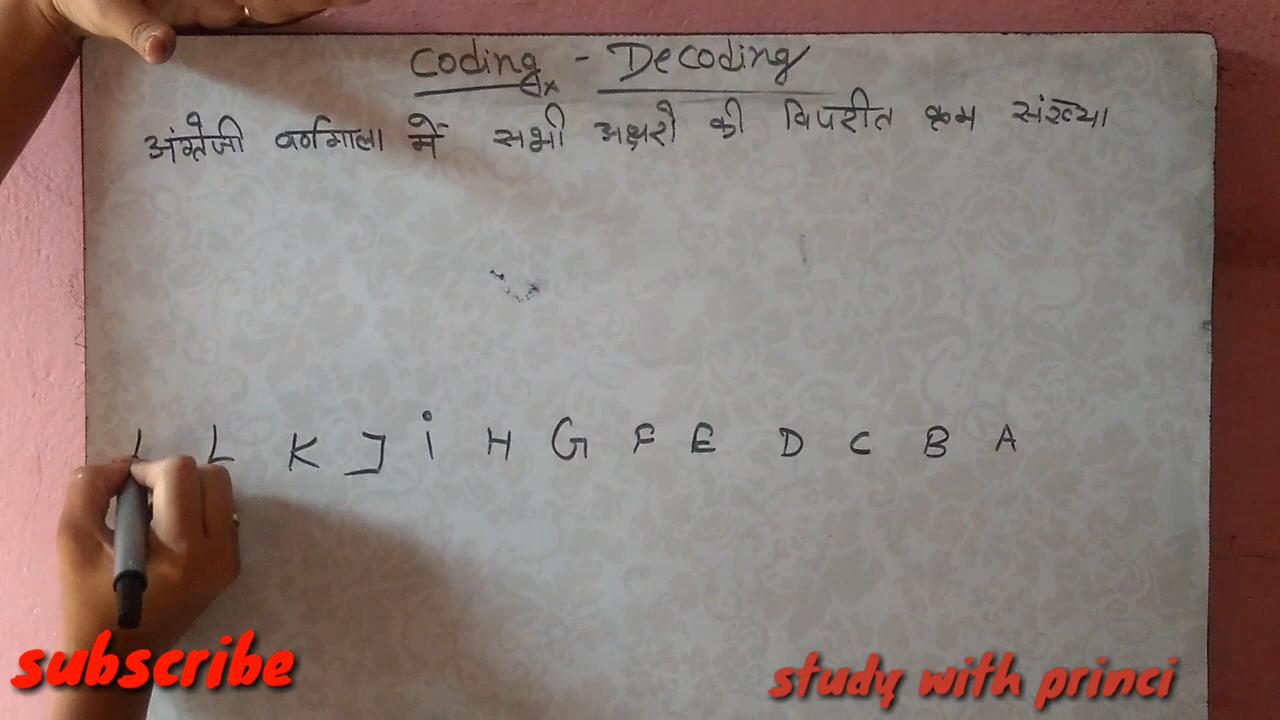 Coding - Decoding
अंग्रेजी वर्णमाला में सभी अक्षरो की विपरीत क्रम संख्या
L K J i H G F E D C B A
subscribe
study with princi